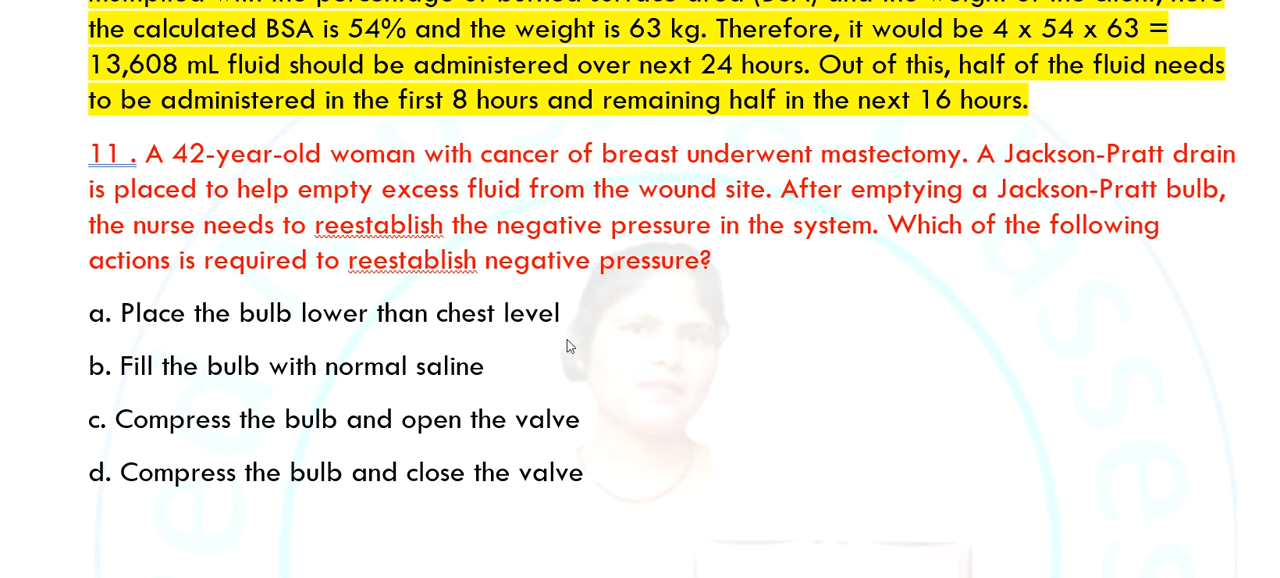 the calculated BSA is 54% and the weight is 63 kg. Therefore, it would be 4 x 54 x 63 =
13,608 mL fluid should be administered over next 24 hours. Out of this, half of the fluid needs
to be administered in the first 8 hours and remaining half in the next 16 hours.
11 . A 42-year-old woman with cancer of breast underwent mastectomy. A Jackson-Pratt drain
is placed to help empty excess fluid from the wound site. After emptying a Jackson-Pratt bulb,
the nurse needs to reestablish the negative pressure in the system. Which of the following
actions is required to reestablish negative pressure?
a. Place the bulb lower than chest level
b. Fill the bulb with normal saline
c. Compress the bulb and open the valve
d. Compress the bulb and close the valve